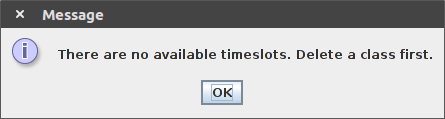 Message
There are no available timeslots. Delete a class first.
OK